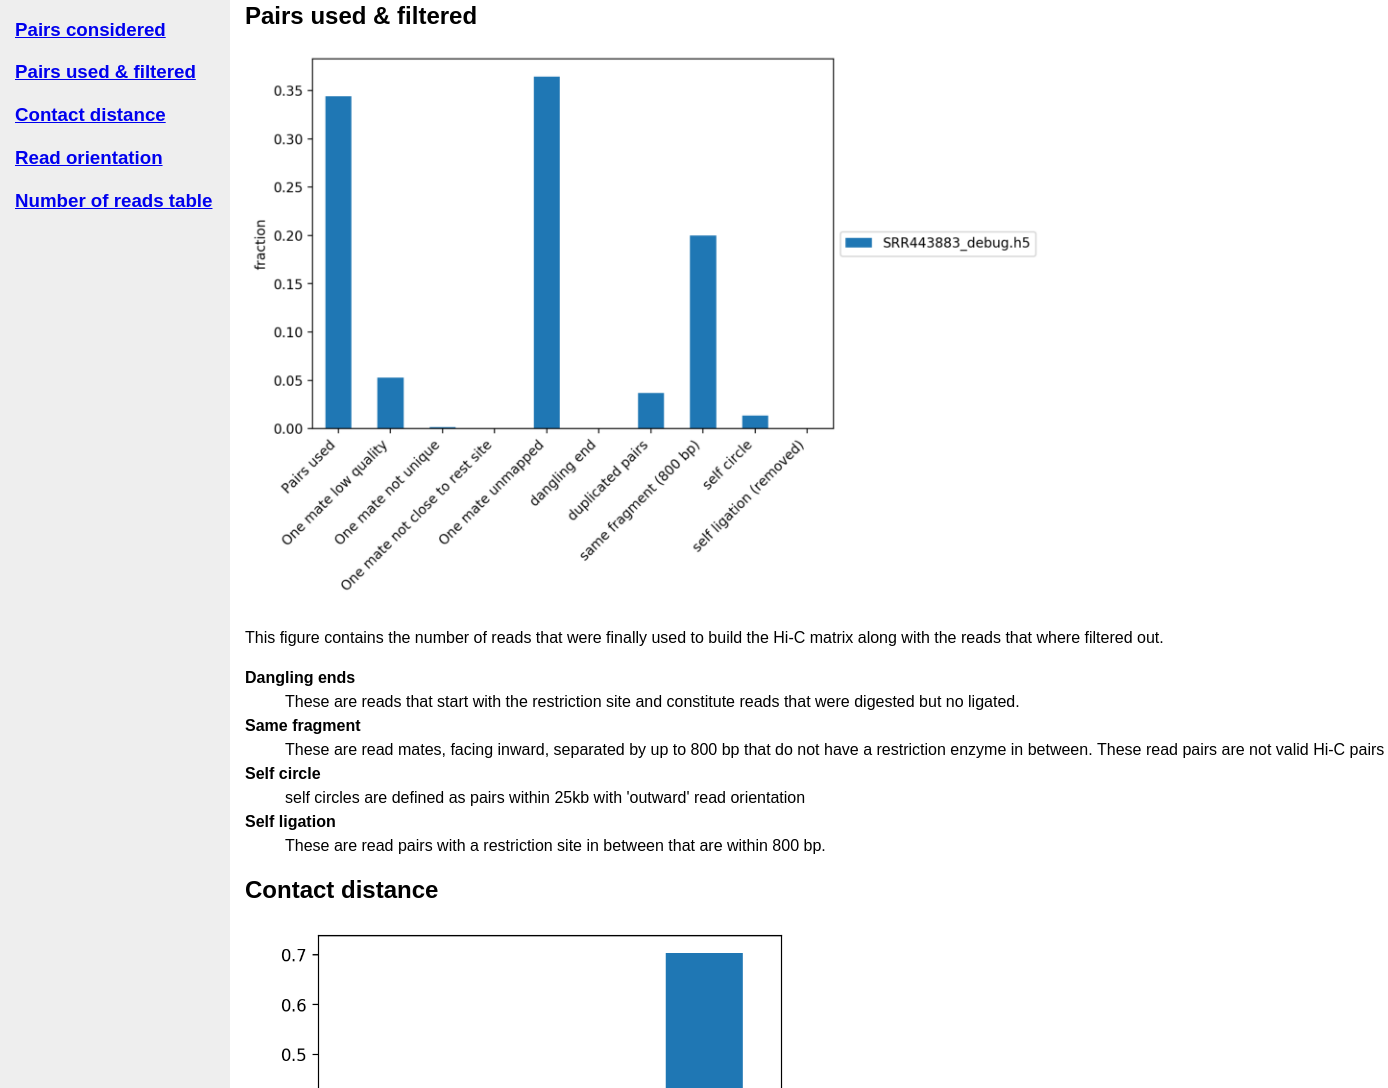 Pairs considered
Pairs used & filtered
Contact distance
Read orientation
Number of reads table
Pairs used & filtered
0.35
0.30
0.25
0.20
0.15
0.10
0.05
0.00
fraction
SRR443883_debug.h5
Pairs used
One mate low quality
One mate not unique
One mate not close to rest site
One mate unmapped
dangling end
duplicated pairs
same fragment (800 bp)
self circle
self ligation (removed)
This figure contains the number of reads that were finally used to build the Hi-C matrix along with the reads that where filtered out.
Dangling ends
These are reads that start with the restriction site and constitute reads that were digested but no ligated.
Same fragment
These are read mates, facing inward, separated by up to 800 bp that do not have a restriction enzyme in between. These read pairs are not valid Hi-C pairs
Self circle
self circles are defined as pairs within 25kb with 'outward' read orientation
Self ligation
These are read pairs with a restriction site in between that are within 800 bp.
Contact distance
0.7
0.6
0.5